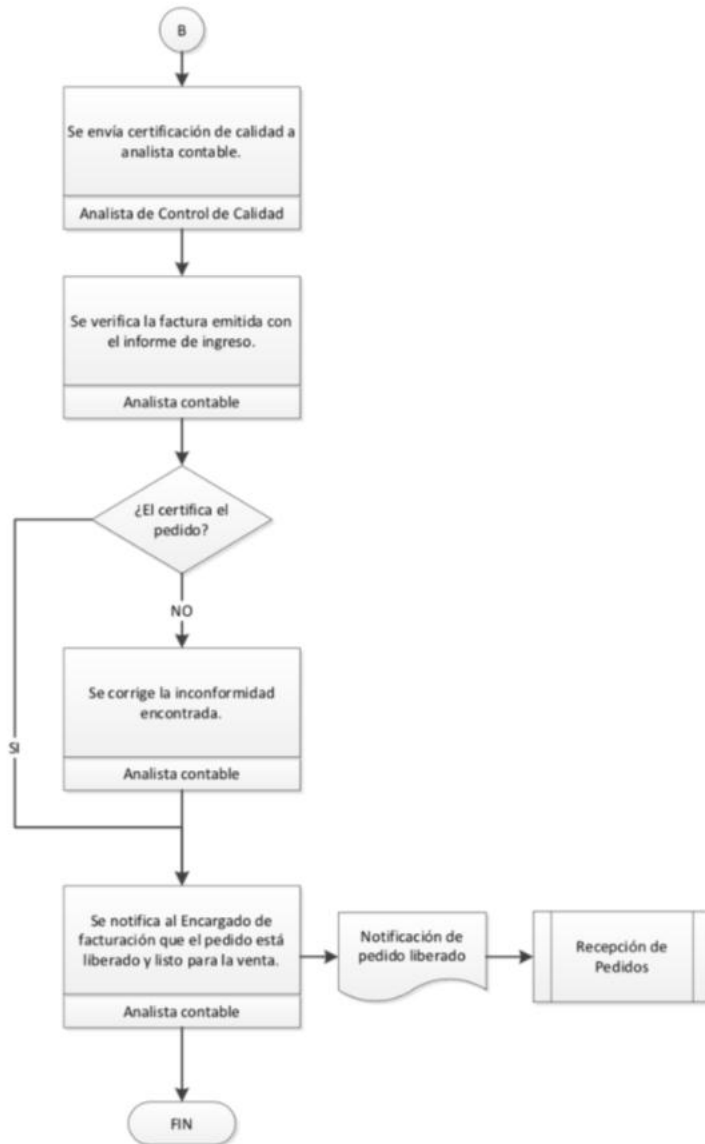 B
Se envía certificación de calidad a
analista contable.
Analista de Control de Calidad
Se verifica la factura emitida con
el informe de ingreso.
Analista contable
¿El certifica el
pedido?
NO
Se corrige la inconformidad
encontrada.
SI
Analista contable
Se notifica al Encargado de
facturación que el pedido está
liberado y listo para la venta.
Analista contable
Notificación de
pedido liberado
Recepción de
Pedidos
FIN